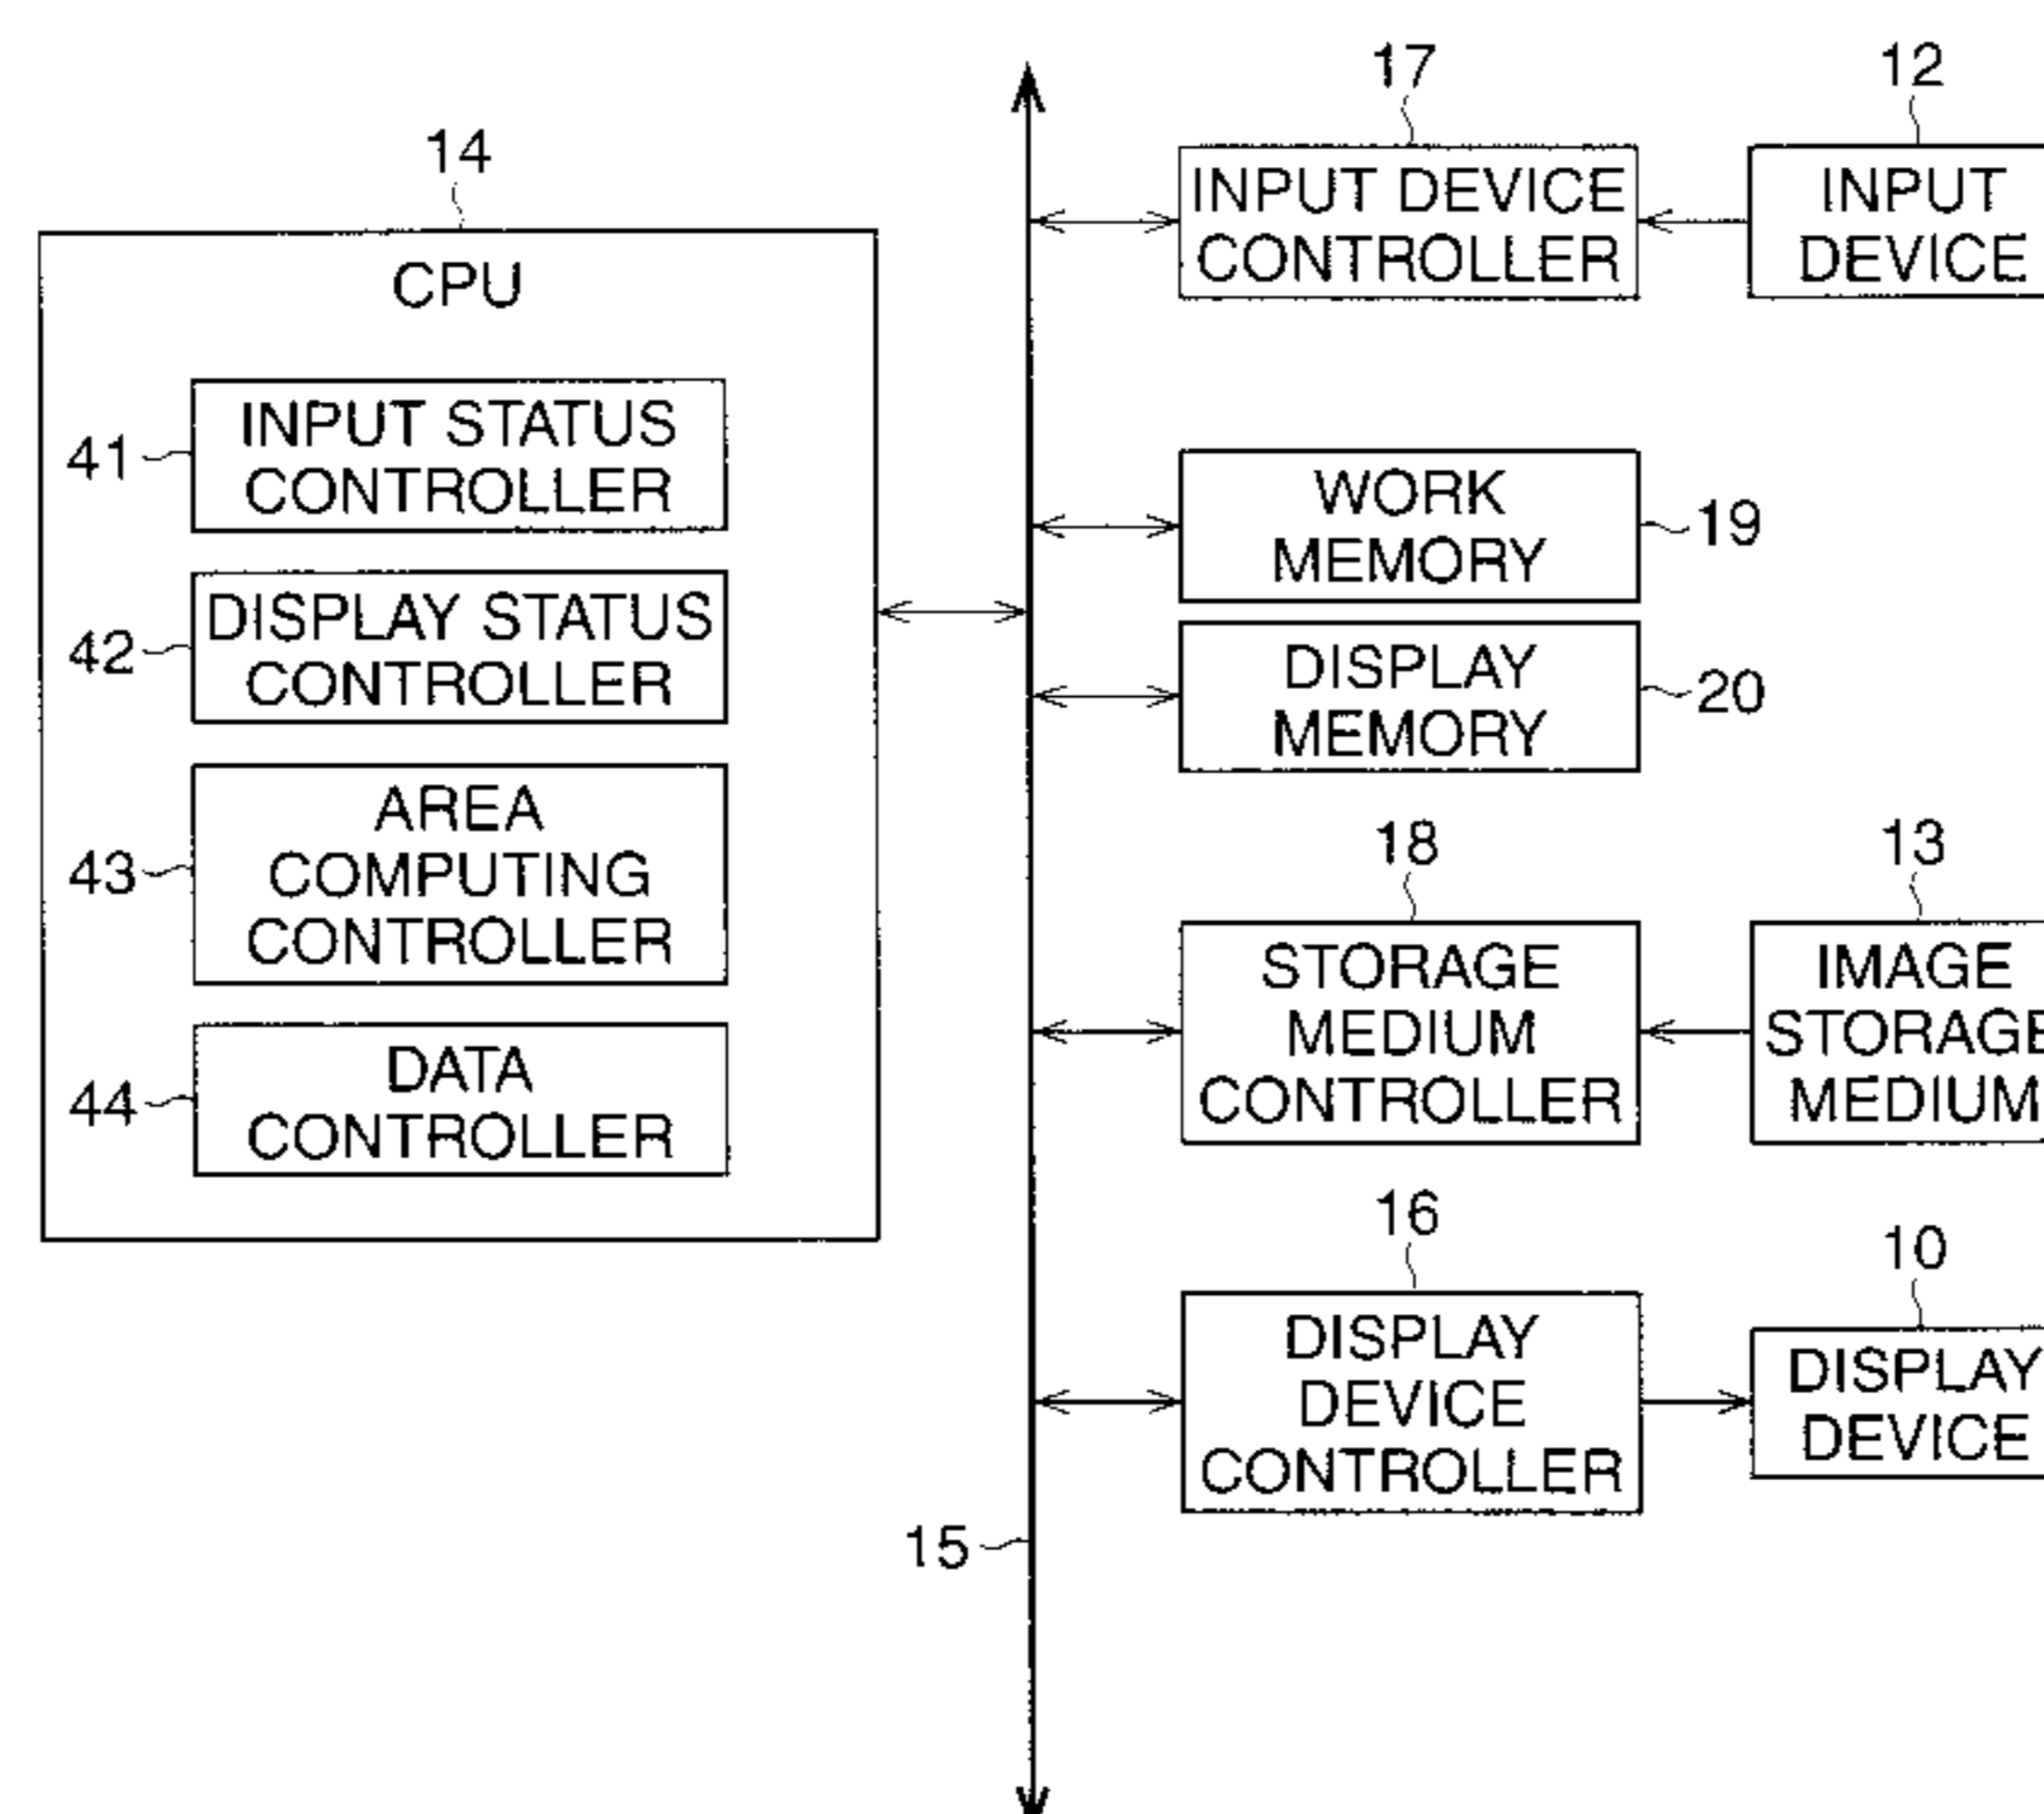 14
CPU
41
INPUT STATUS
CONTROLLER
42
DISPLAY STATUS
CONTROLLER
43
AREA
COMPUTING
CONTROLLER
44
DATA
CONTROLLER
15
17
INPUT DEVICE
CONTROLLER
12
INPUT
DEVICE
WORK
MEMORY
19
DISPLAY
MEMORY
20
18
STORAGE
MEDIUM
CONTROLLER
13
IMAGE
STORAGE
MEDIUM
16
DISPLAY
DEVICE
CONTROLLER
10
DISPLAY
DEVICE